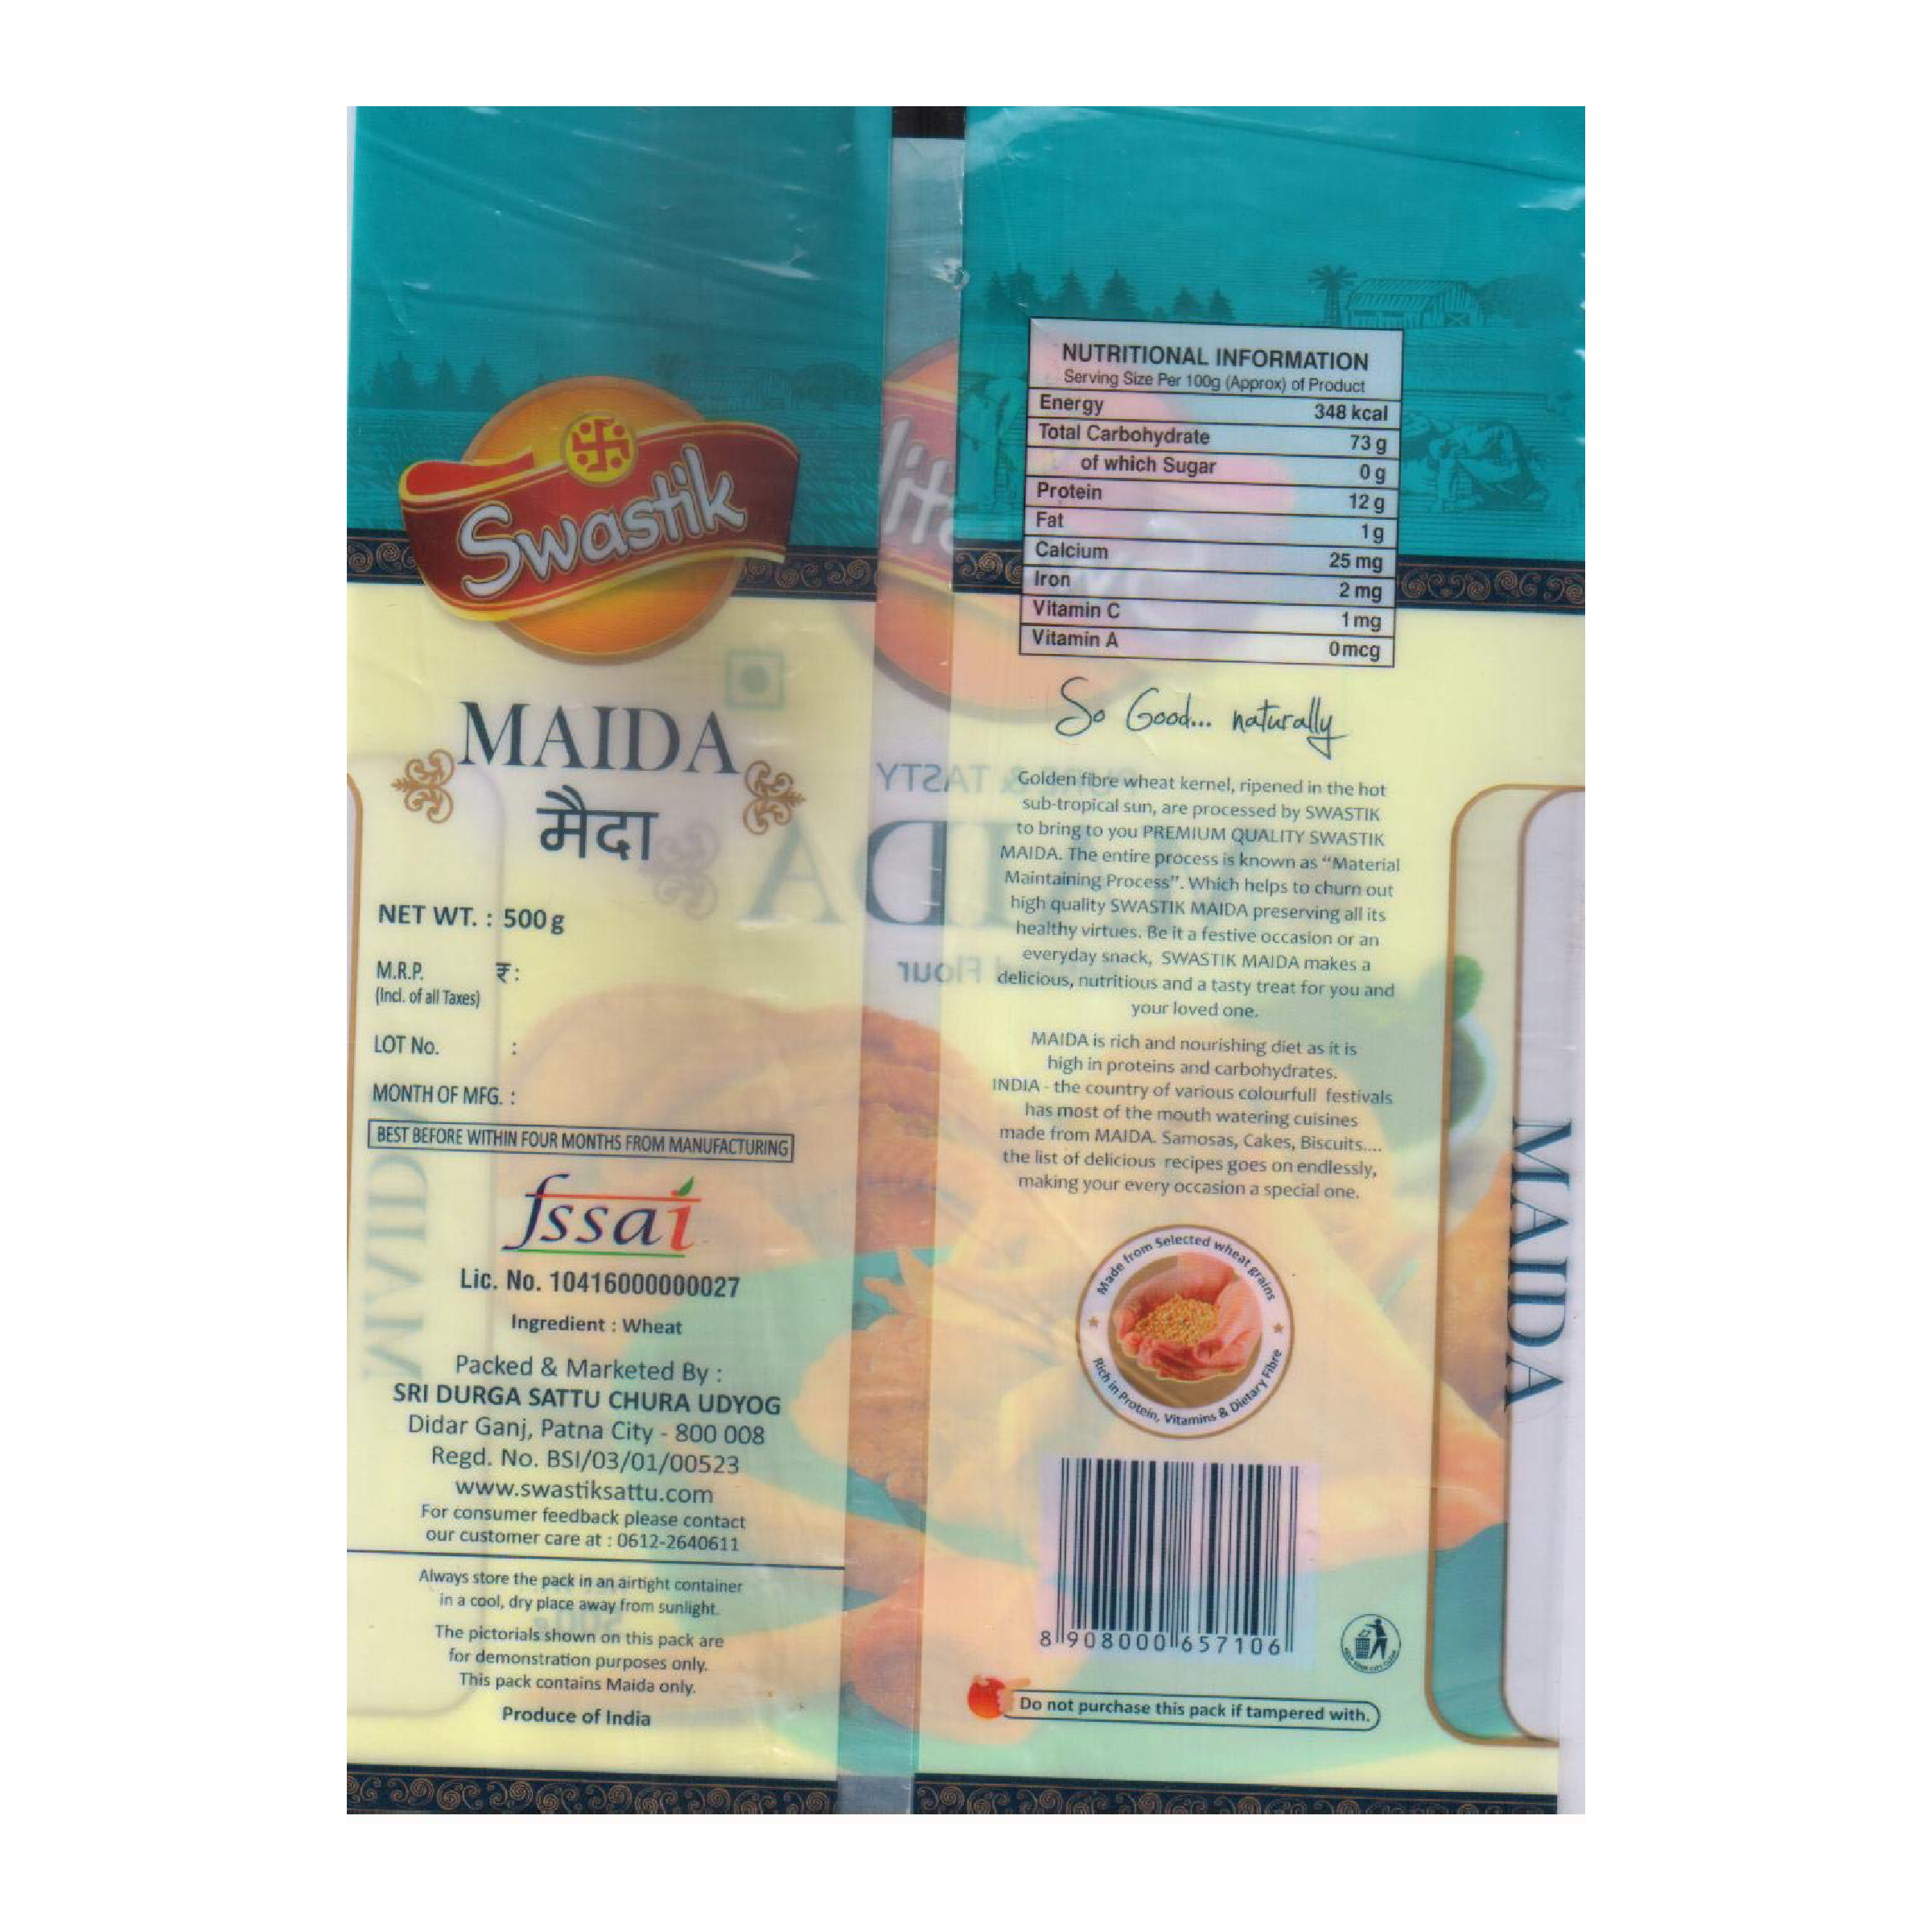 Swastik
MAIDA
मैदा
NET WT. : 500 g
M.R.P. ₹ :
(Incl. of all Taxes)
LOT No. :
MONTH OF MFG. :
BEST BEFORE WITHIN FOUR MONTHS FROM MANUFACTURING
fssai
Lic. No. 10416000000027
Ingredient : Wheat
Packed & Marketed By :
SRI DURGA SATTU CHURA UDYOG
Didar Ganj, Patna City - 800 008
Regd. No. BSI/03/01/00523
www.swastiksattu.com
For consumer feedback please contact
our customer care at : 0612-2640611
Always store the pack in an airtight container
in a cool, dry place away from sunlight.
The pictorials shown on this pack are
for demonstration purposes only.
This pack contains Maida only.
Produce of India
NUTRITIONAL INFORMATION
Serving Size Per 100g (Approx) of Product
Energy 348 kcal
Total Carbohydrate 73 g
of which Sugar 0 g
Protein 12 g
Fat 1 g
Calcium 25 mg
Iron 2 mg
Vitamin C 1 mg
Vitamin A 0 mcg
So Good... naturally
Golden fibre wheat kernel, ripened in the hot
sub-tropical sun, are processed by SWASTIK
to bring to you PREMIUM QUALITY SWASTIK
MAIDA. The entire process is known as "Material
Maintaining Process". Which helps to churn out
high quality SWASTIK MAIDA preserving all its
healthy virtues. Be it a festive occasion or an
everyday snack, SWASTIK MAIDA makes a
delicious, nutritious and a tasty treat for you and
your loved one.
MAIDA is rich and nourishing diet as it is
high in proteins and carbohydrates.
INDIA - the country of various colourfull festivals
has most of the mouth watering cuisines
made from MAIDA. Samosas, Cakes, Biscuits....
the list of delicious recipes goes on endlessly,
making your every occasion a special one.
Made from Selected wheat grains
Rich in Protein, Vitamins & Dietary Fibre
8 908000 657106
Do not purchase this pack if tampered with.
MAIDA